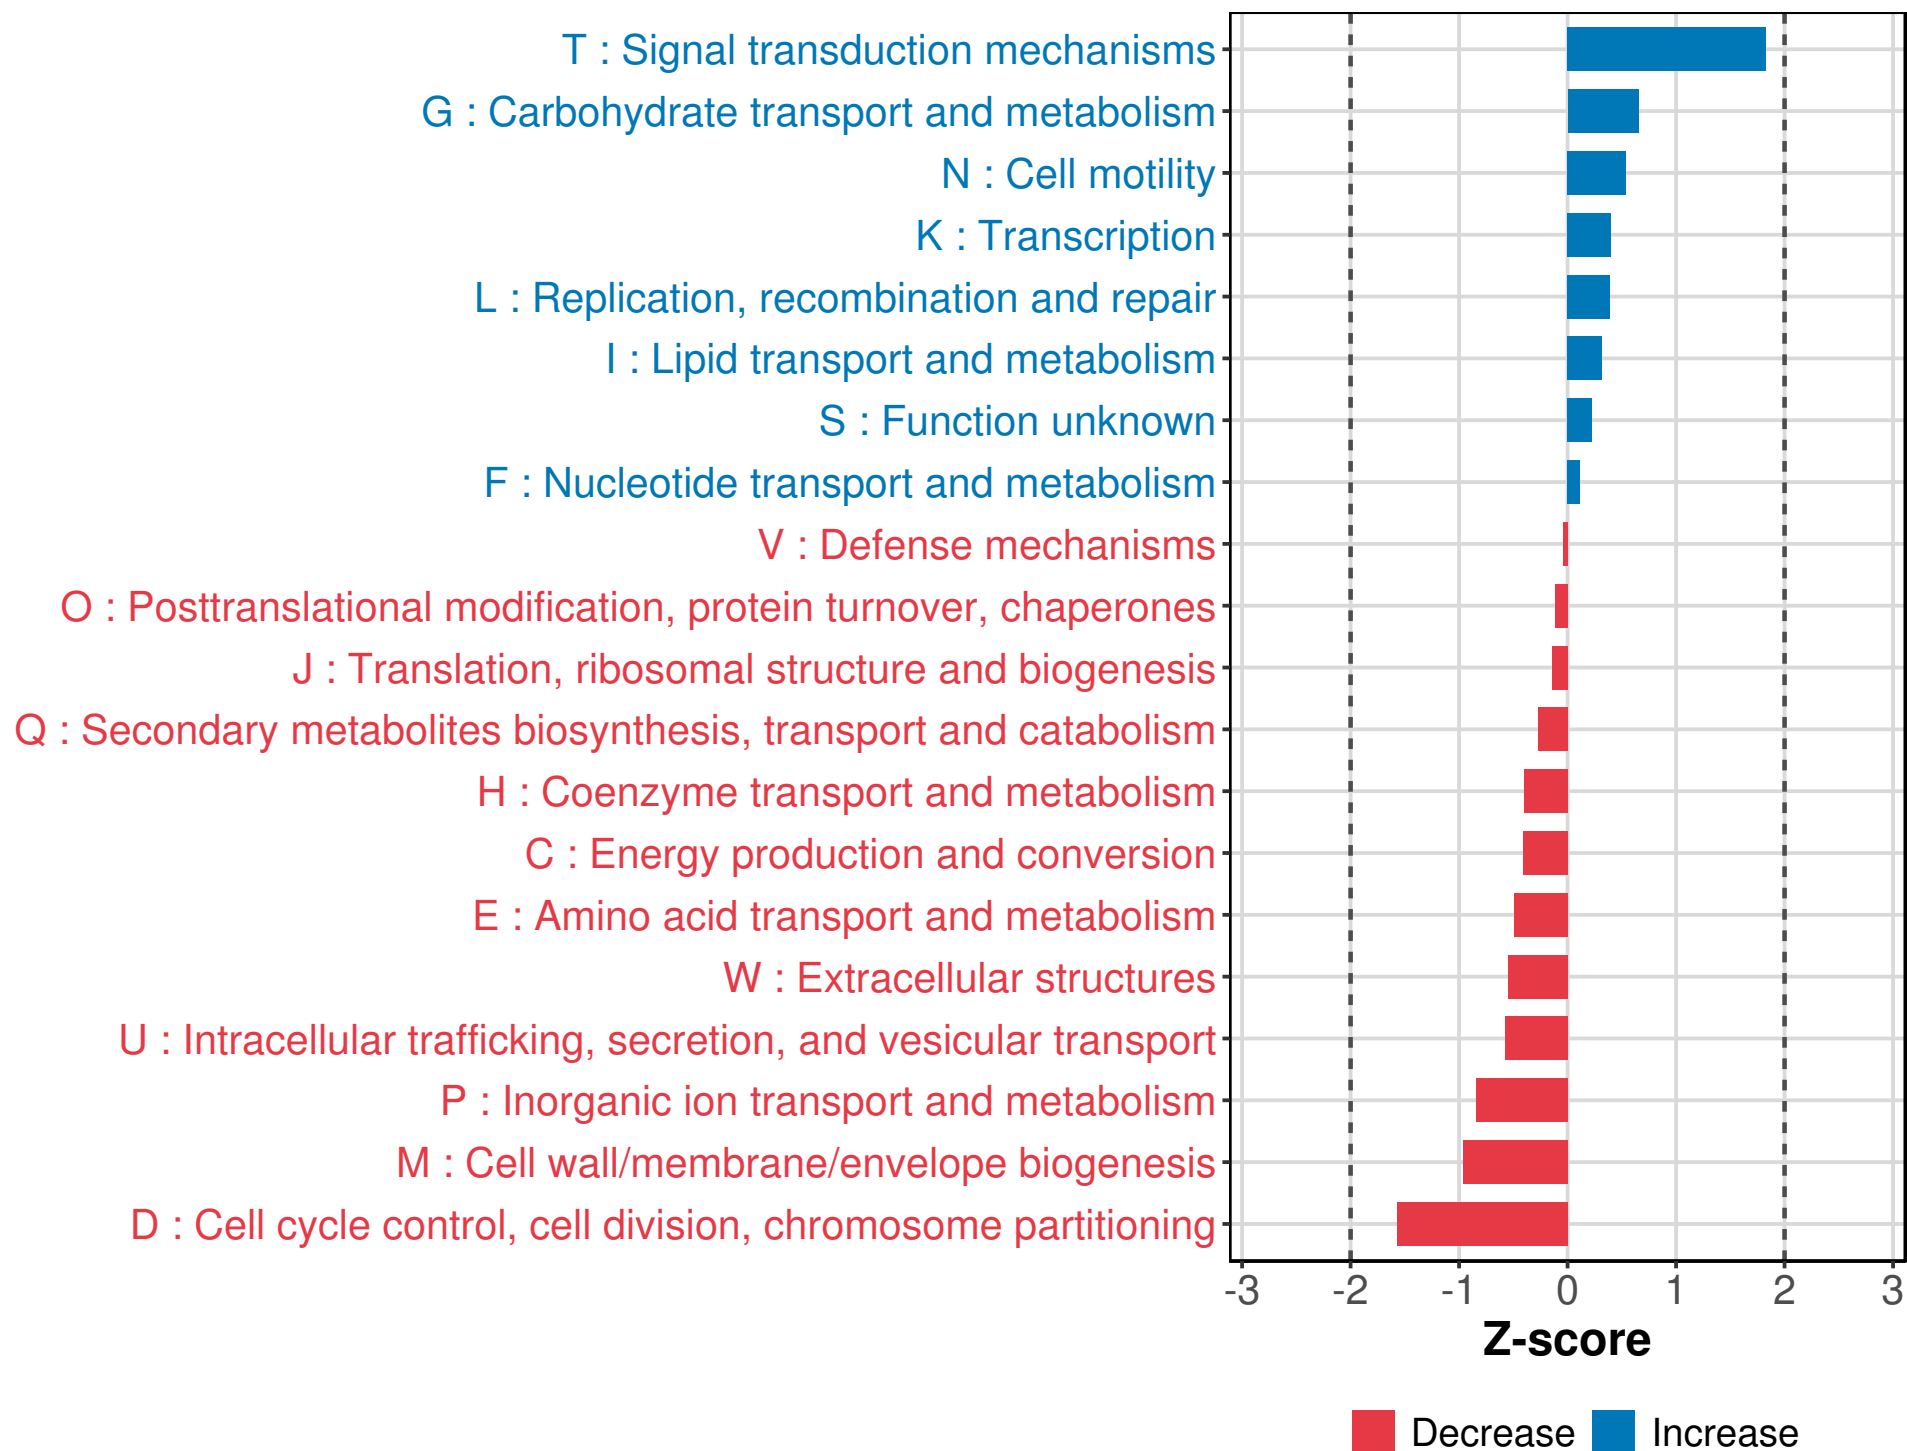 T : Signal transduction mechanisms
G : Carbohydrate transport and metabolism
N : Cell motility
K : Transcription
L : Replication, recombination and repair
I : Lipid transport and metabolism
S : Function unknown
F : Nucleotide transport and metabolism
V : Defense mechanisms
O : Posttranslational modification, protein turnover, chaperones
J : Translation, ribosomal structure and biogenesis
Q : Secondary metabolites biosynthesis, transport and catabolism
H : Coenzyme transport and metabolism
C : Energy production and conversion
E : Amino acid transport and metabolism
W : Extracellular structures
U : Intracellular trafficking, secretion, and vesicular transport
P : Inorganic ion transport and metabolism
M : Cell wall/membrane/envelope biogenesis
D : Cell cycle control, cell division, chromosome partitioning
-3 -2 -1 0 1 2 3
Z-score
Decrease Increase